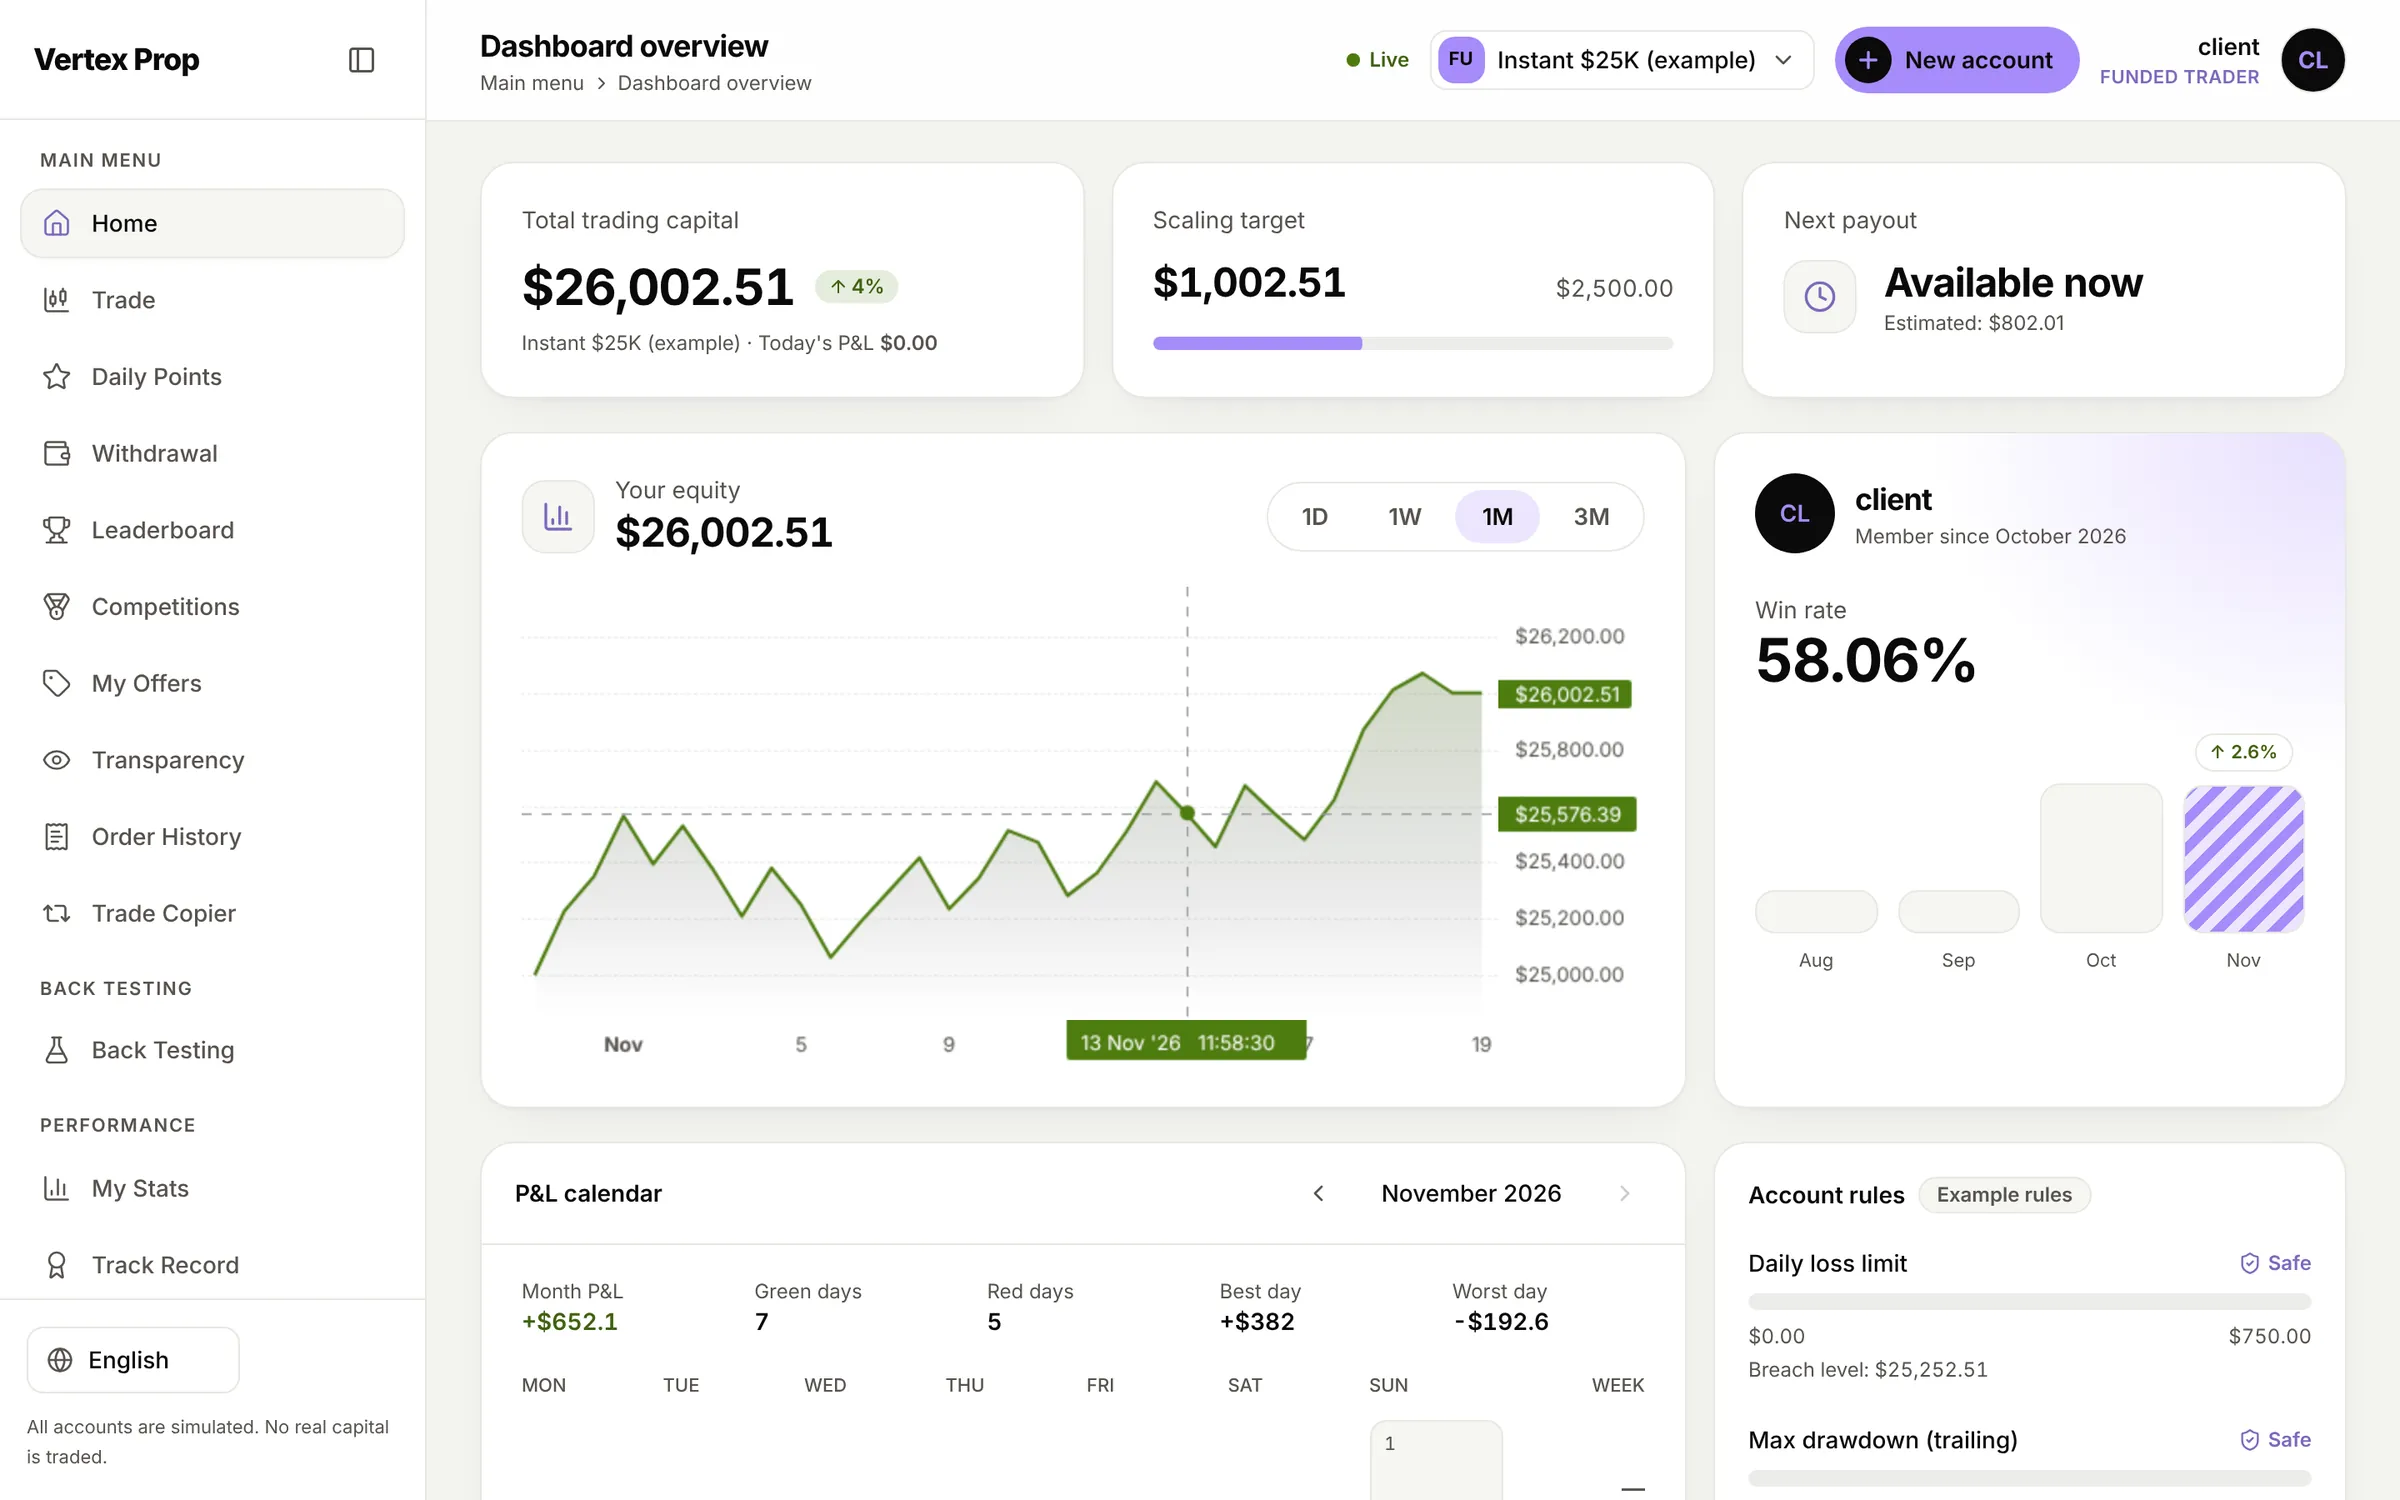 Vertex Prop
MAIN MENU
Home
Trade
Daily Points
Withdrawal
Leaderboard
Competitions
My Offers
Transparency
Order History
Trade Copier
BACK TESTING
Back Testing
PERFORMANCE
My Stats
Track Record
English
All accounts are simulated. No real capital
is traded.
Dashboard overview
Main menu > Dashboard overview
Live
FU Instant $25K (example)
+ New account
client
FUNDED TRADER
CL
Total trading capital
$26,002.51 ↑ 4%
Instant $25K (example) · Today's P&L $0.00
Scaling target
$1,002.51 $2,500.00
Next payout
Available now
Estimated: $802.01
Your equity
$26,002.51
1D 1W 1M 3M
$26,200.00
$26,002.51
$25,800.00
$25,576.39
$25,400.00
$25,200.00
$25,000.00
Nov 5 9 13 Nov '26 11:58:30 7 19
CL
client
Member since October 2026
Win rate
58.06%
↑ 2.6%
Aug Sep Oct Nov
P&L calendar
November 2026
Month P&L Green days Red days Best day Worst day
+$652.1 7 5 +$382 -$192.6
MON TUE WED THU FRI SAT SUN WEEK
1
—
Account rules Example rules
Daily loss limit Safe
$0.00 $750.00
Breach level: $25,252.51
Max drawdown (trailing) Safe